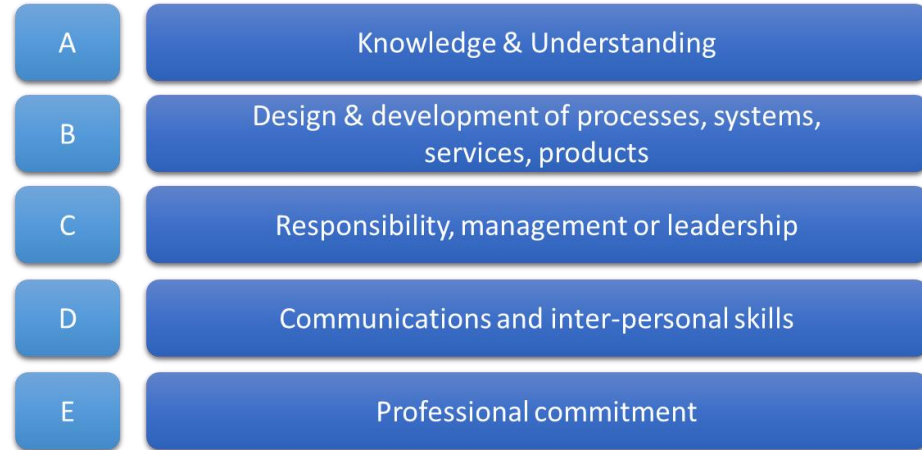 A
Knowledge & Understanding
B
Design & development of processes, systems,
services, products
C
Responsibility, management or leadership
D
Communications and inter-personal skills
E
Professional commitment